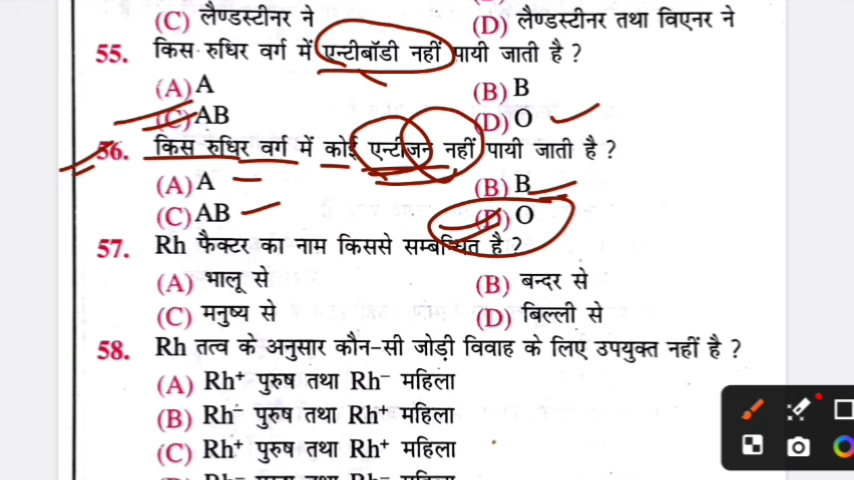 (C) लैण्डस्टीनर ने (D) लैण्डस्टीनर तथा विएनर ने
55. किस रुधिर वर्ग में एन्टीबॉडी नहीं पायी जाती है ?
(A) A (B) B
(C) AB (D) O
56. किस रुधिर वर्ग में कोई एन्टीजन नहीं पायी जाती है ?
(A) A (B) B
(C) AB (D) O
57. Rh फैक्टर का नाम किससे सम्बन्धित है ?
(A) भालू से (B) बन्दर से
(C) मनुष्य से (D) बिल्ली से
58. Rh तत्व के अनुसार कौन-सी जोड़ी विवाह के लिए उपयुक्त नहीं है ?
(A) Rh⁺ पुरुष तथा Rh⁻ महिला
(B) Rh⁻ पुरुष तथा Rh⁺ महिला
(C) Rh⁺ पुरुष तथा Rh⁺ महिला